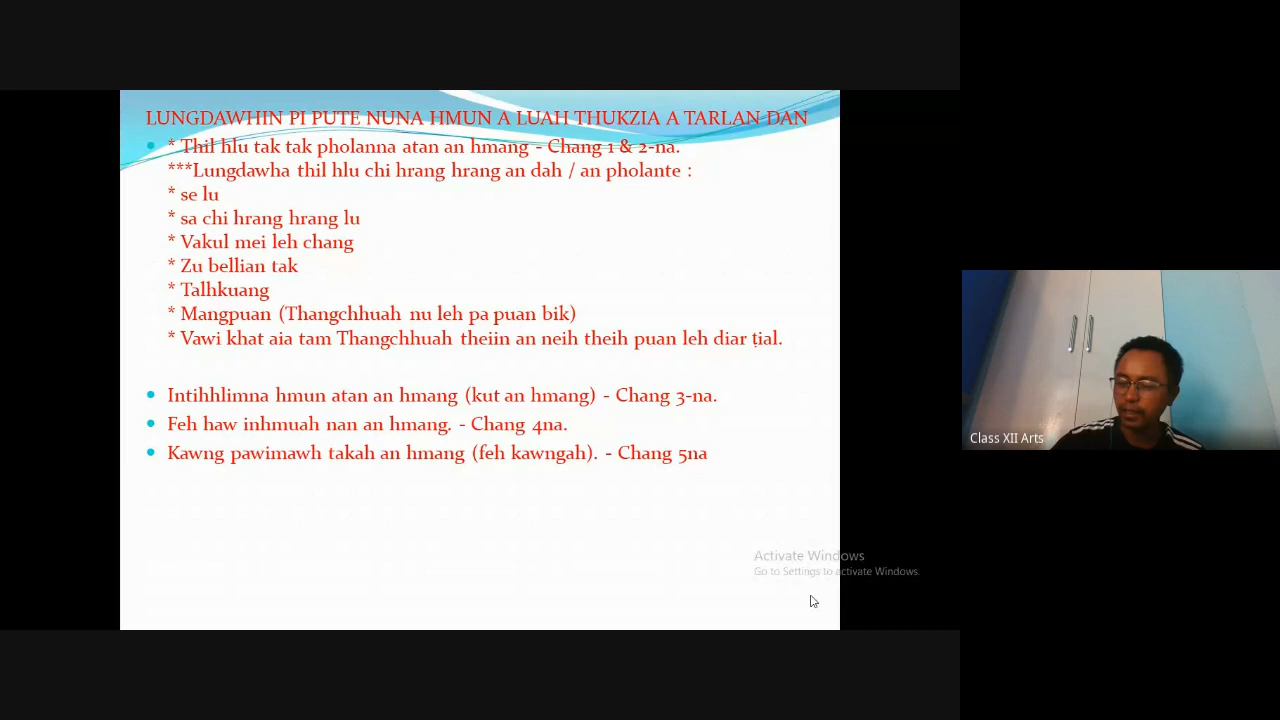 LUNGDAWHIN PI PUTE NUNA HMUN A LUAH THUKZIA A TARLAN DAN
* Thil hlu tak tak pholanna atan an hmang - Chang 1 & 2-na.
***Lungdawha thil hlu chi hrang hrang an dah / an pholante :
* se lu
* sa chi hrang hrang lu
* Vakul mei leh chang
* Zu bellian tak
* Talhkuang
* Mangpuan (Thangchhuah nu leh pa puan bik)
* Vawi khat aia tam Thangchhuah theiin an neih theih puan leh diar ṭial.
Intihhlimna hmun atan an hmang (kut an hmang) - Chang 3-na.
Feh haw inhmuah nan an hmang. - Chang 4na.
Kawng pawimawh takah an hmang (feh kawngah). - Chang 5na
Class XII Arts
Activate Windows
Go to Settings to activate Windows.